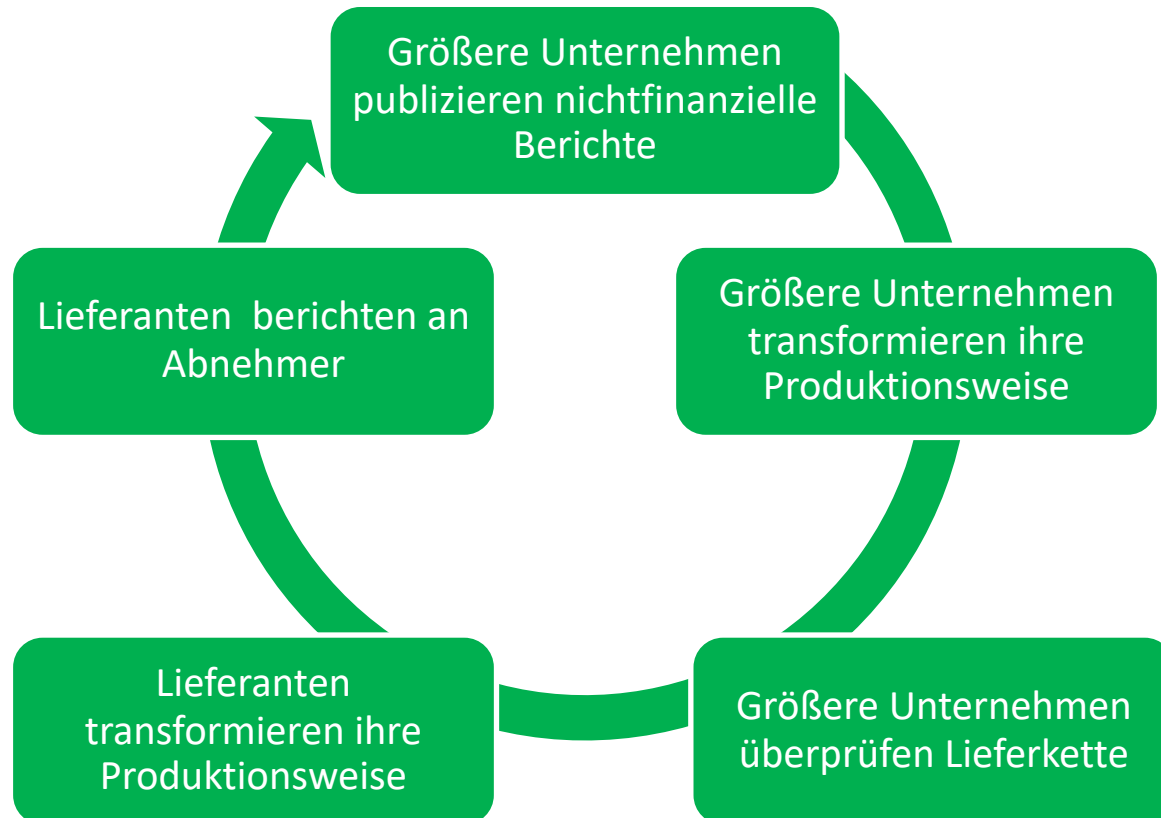 Größere Unternehmen
publizieren nichtfinanzielle
Berichte
Größere Unternehmen
transformieren ihre
Produktionsweise
Größere Unternehmen
überprüfen Lieferkette
Lieferanten
transformieren ihre
Produktionsweise
Lieferanten  berichten an
Abnehmer